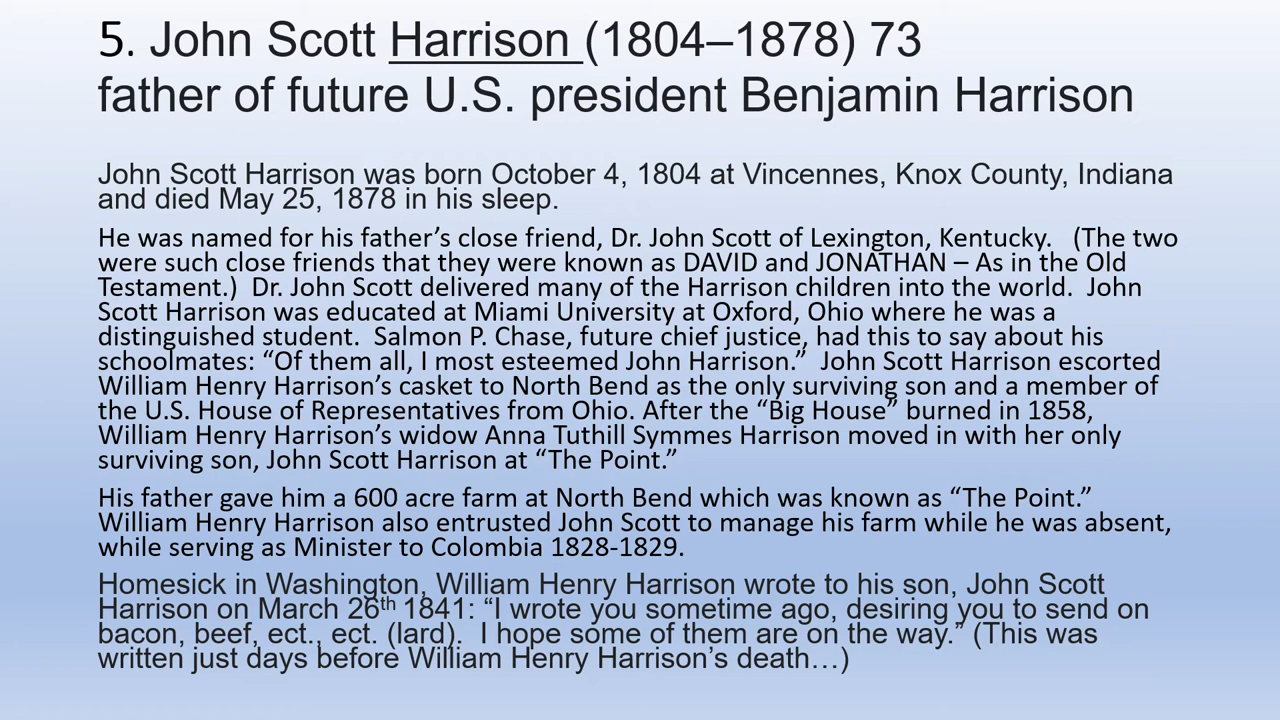 5. John Scott Harrison (1804–1878) 73
father of future U.S. president Benjamin Harrison
John Scott Harrison was born October 4, 1804 at Vincennes, Knox County, Indiana
and died May 25, 1878 in his sleep.
He was named for his father’s close friend, Dr. John Scott of Lexington, Kentucky.   (The two
were such close friends that they were known as DAVID and JONATHAN – As in the Old
Testament.)  Dr. John Scott delivered many of the Harrison children into the world.  John
Scott Harrison was educated at Miami University at Oxford, Ohio where he was a
distinguished student.  Salmon P. Chase, future chief justice, had this to say about his
schoolmates: “Of them all, I most esteemed John Harrison.”  John Scott Harrison escorted
William Henry Harrison’s casket to North Bend as the only surviving son and a member of
the U.S. House of Representatives from Ohio. After the “Big House” burned in 1858,
William Henry Harrison’s widow Anna Tuthill Symmes Harrison moved in with her only
surviving son, John Scott Harrison at “The Point.”
His father gave him a 600 acre farm at North Bend which was known as “The Point.”
William Henry Harrison also entrusted John Scott to manage his farm while he was absent,
while serving as Minister to Colombia 1828-1829.
Homesick in Washington, William Henry Harrison wrote to his son, John Scott
Harrison on March 26th 1841: “I wrote you sometime ago, desiring you to send on
bacon, beef, ect., ect. (lard).  I hope some of them are on the way.” (This was
written just days before William Henry Harrison’s death…)